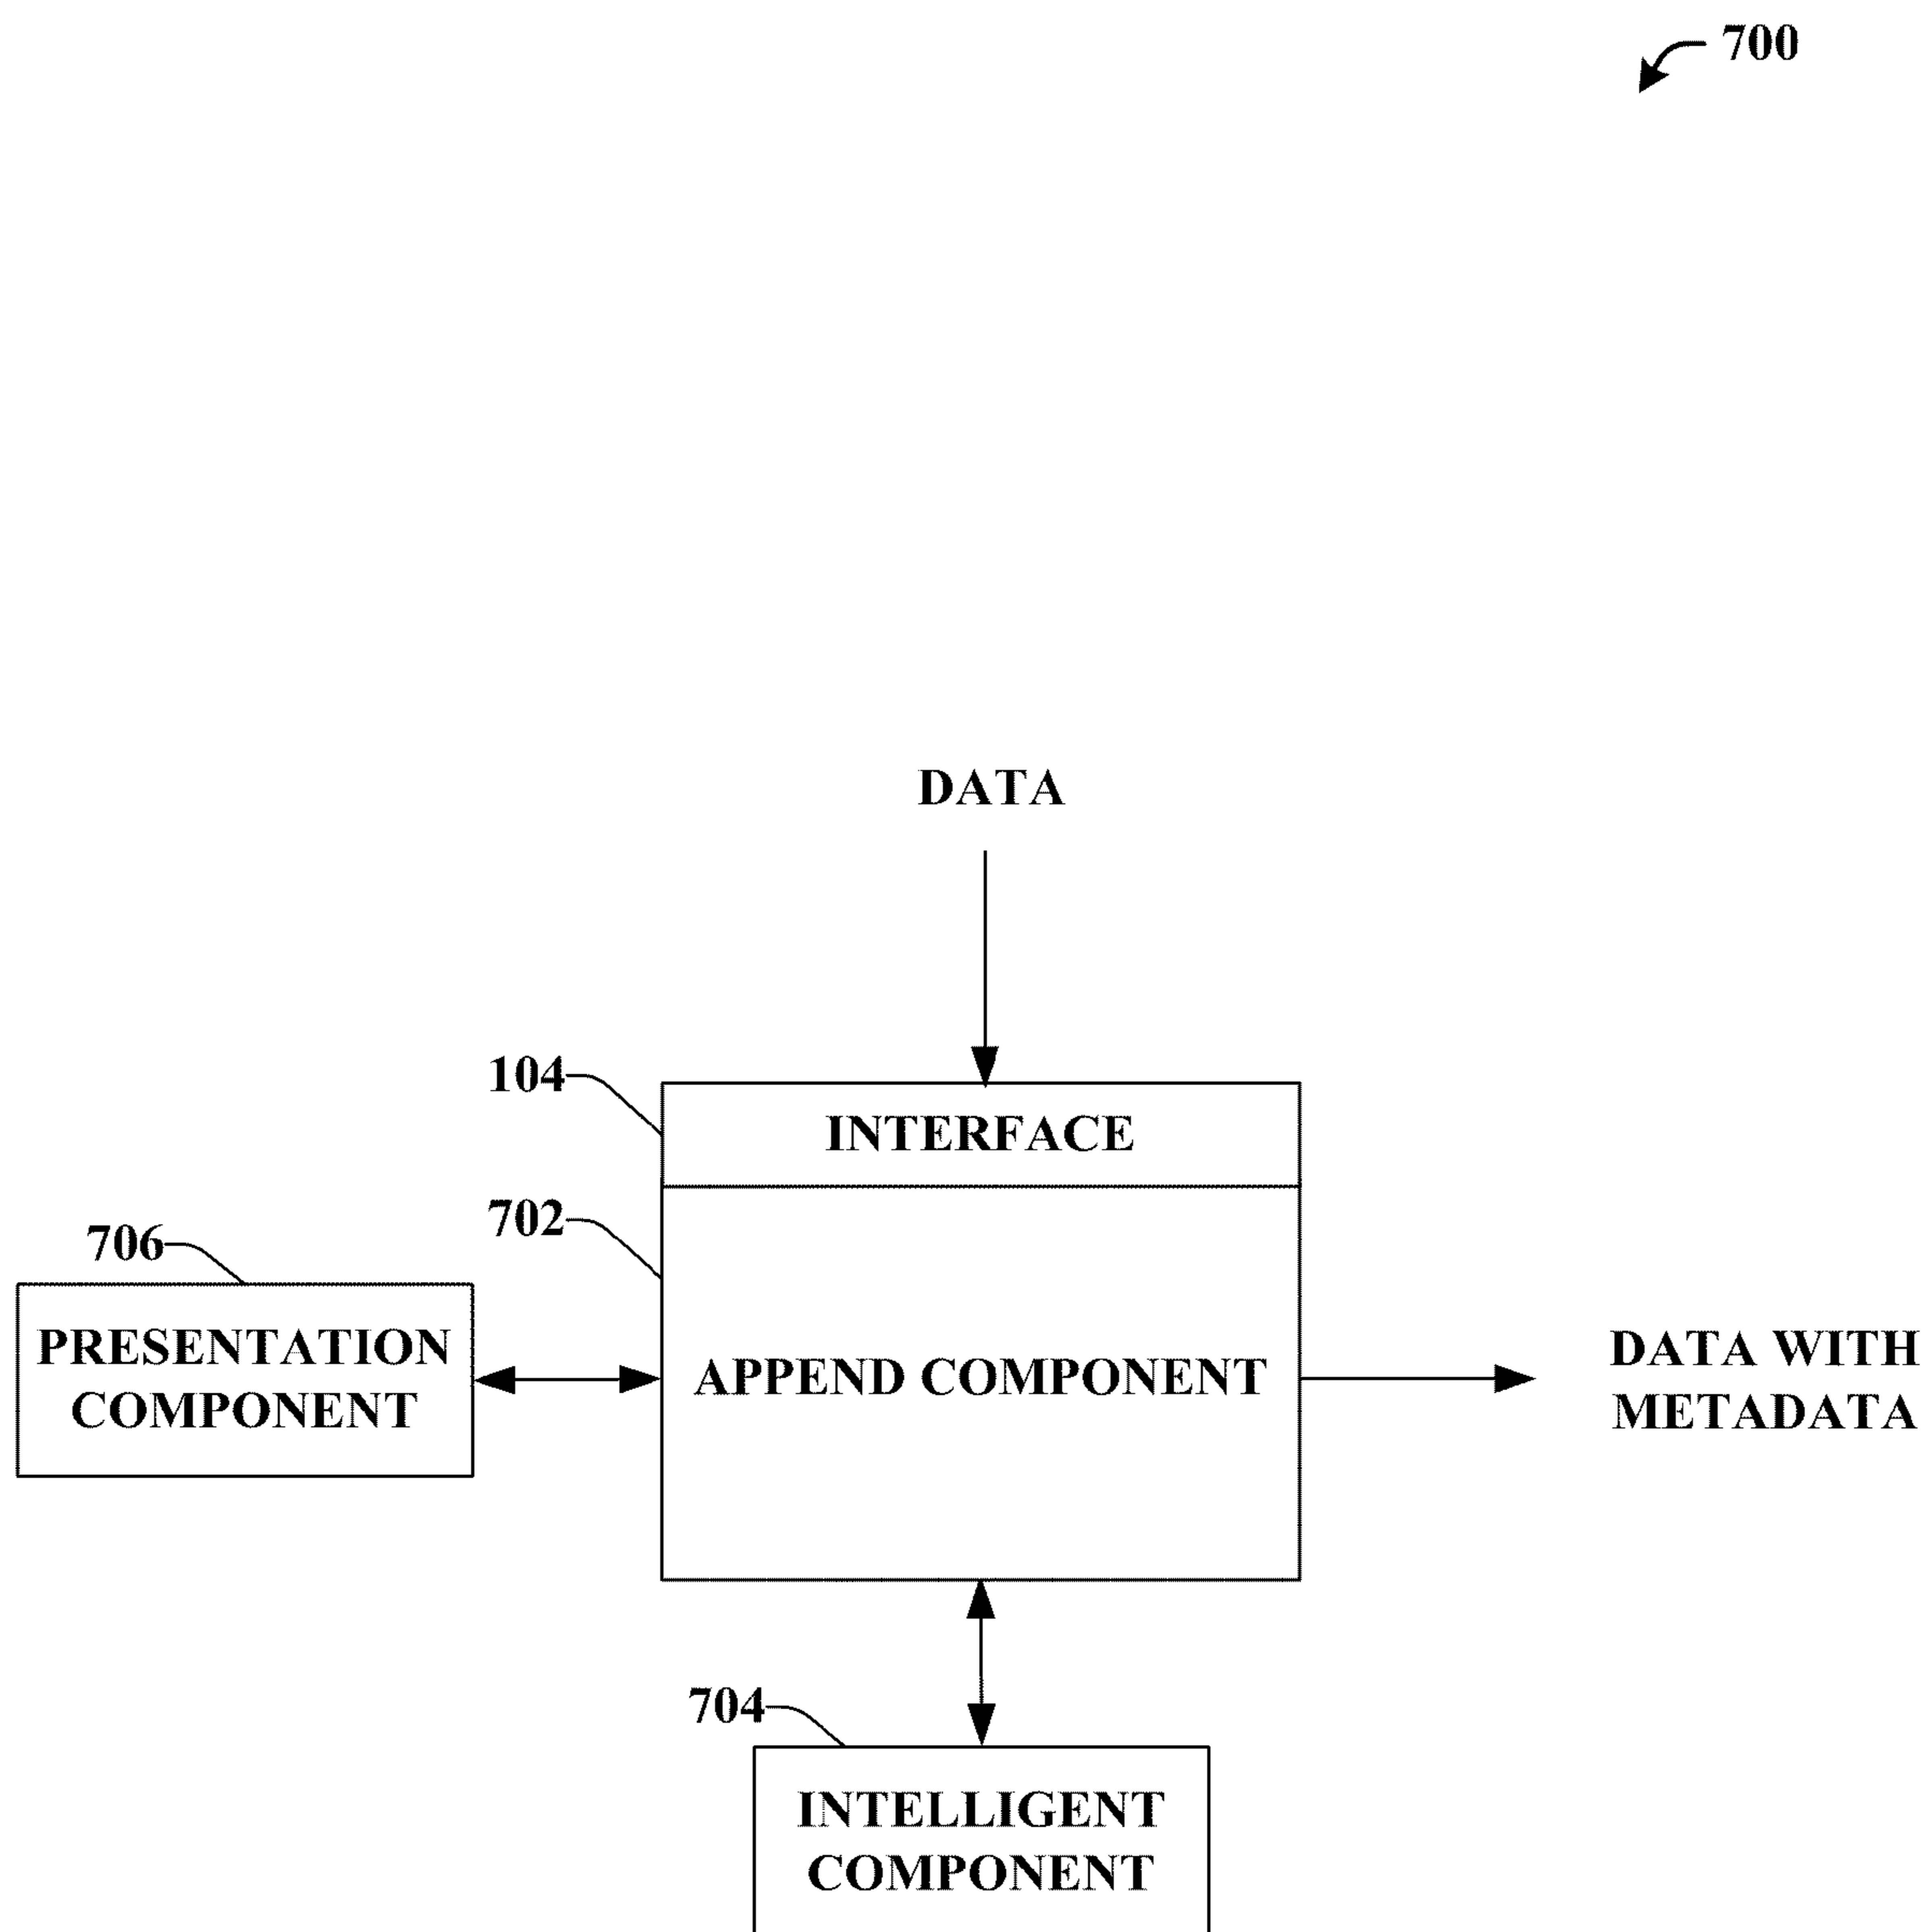 700
DATA
104
INTERFACE
702
706
PRESENTATION
COMPONENT
APPEND COMPONENT
DATA WITH
METADATA
704
INTELLIGENT
COMPONENT